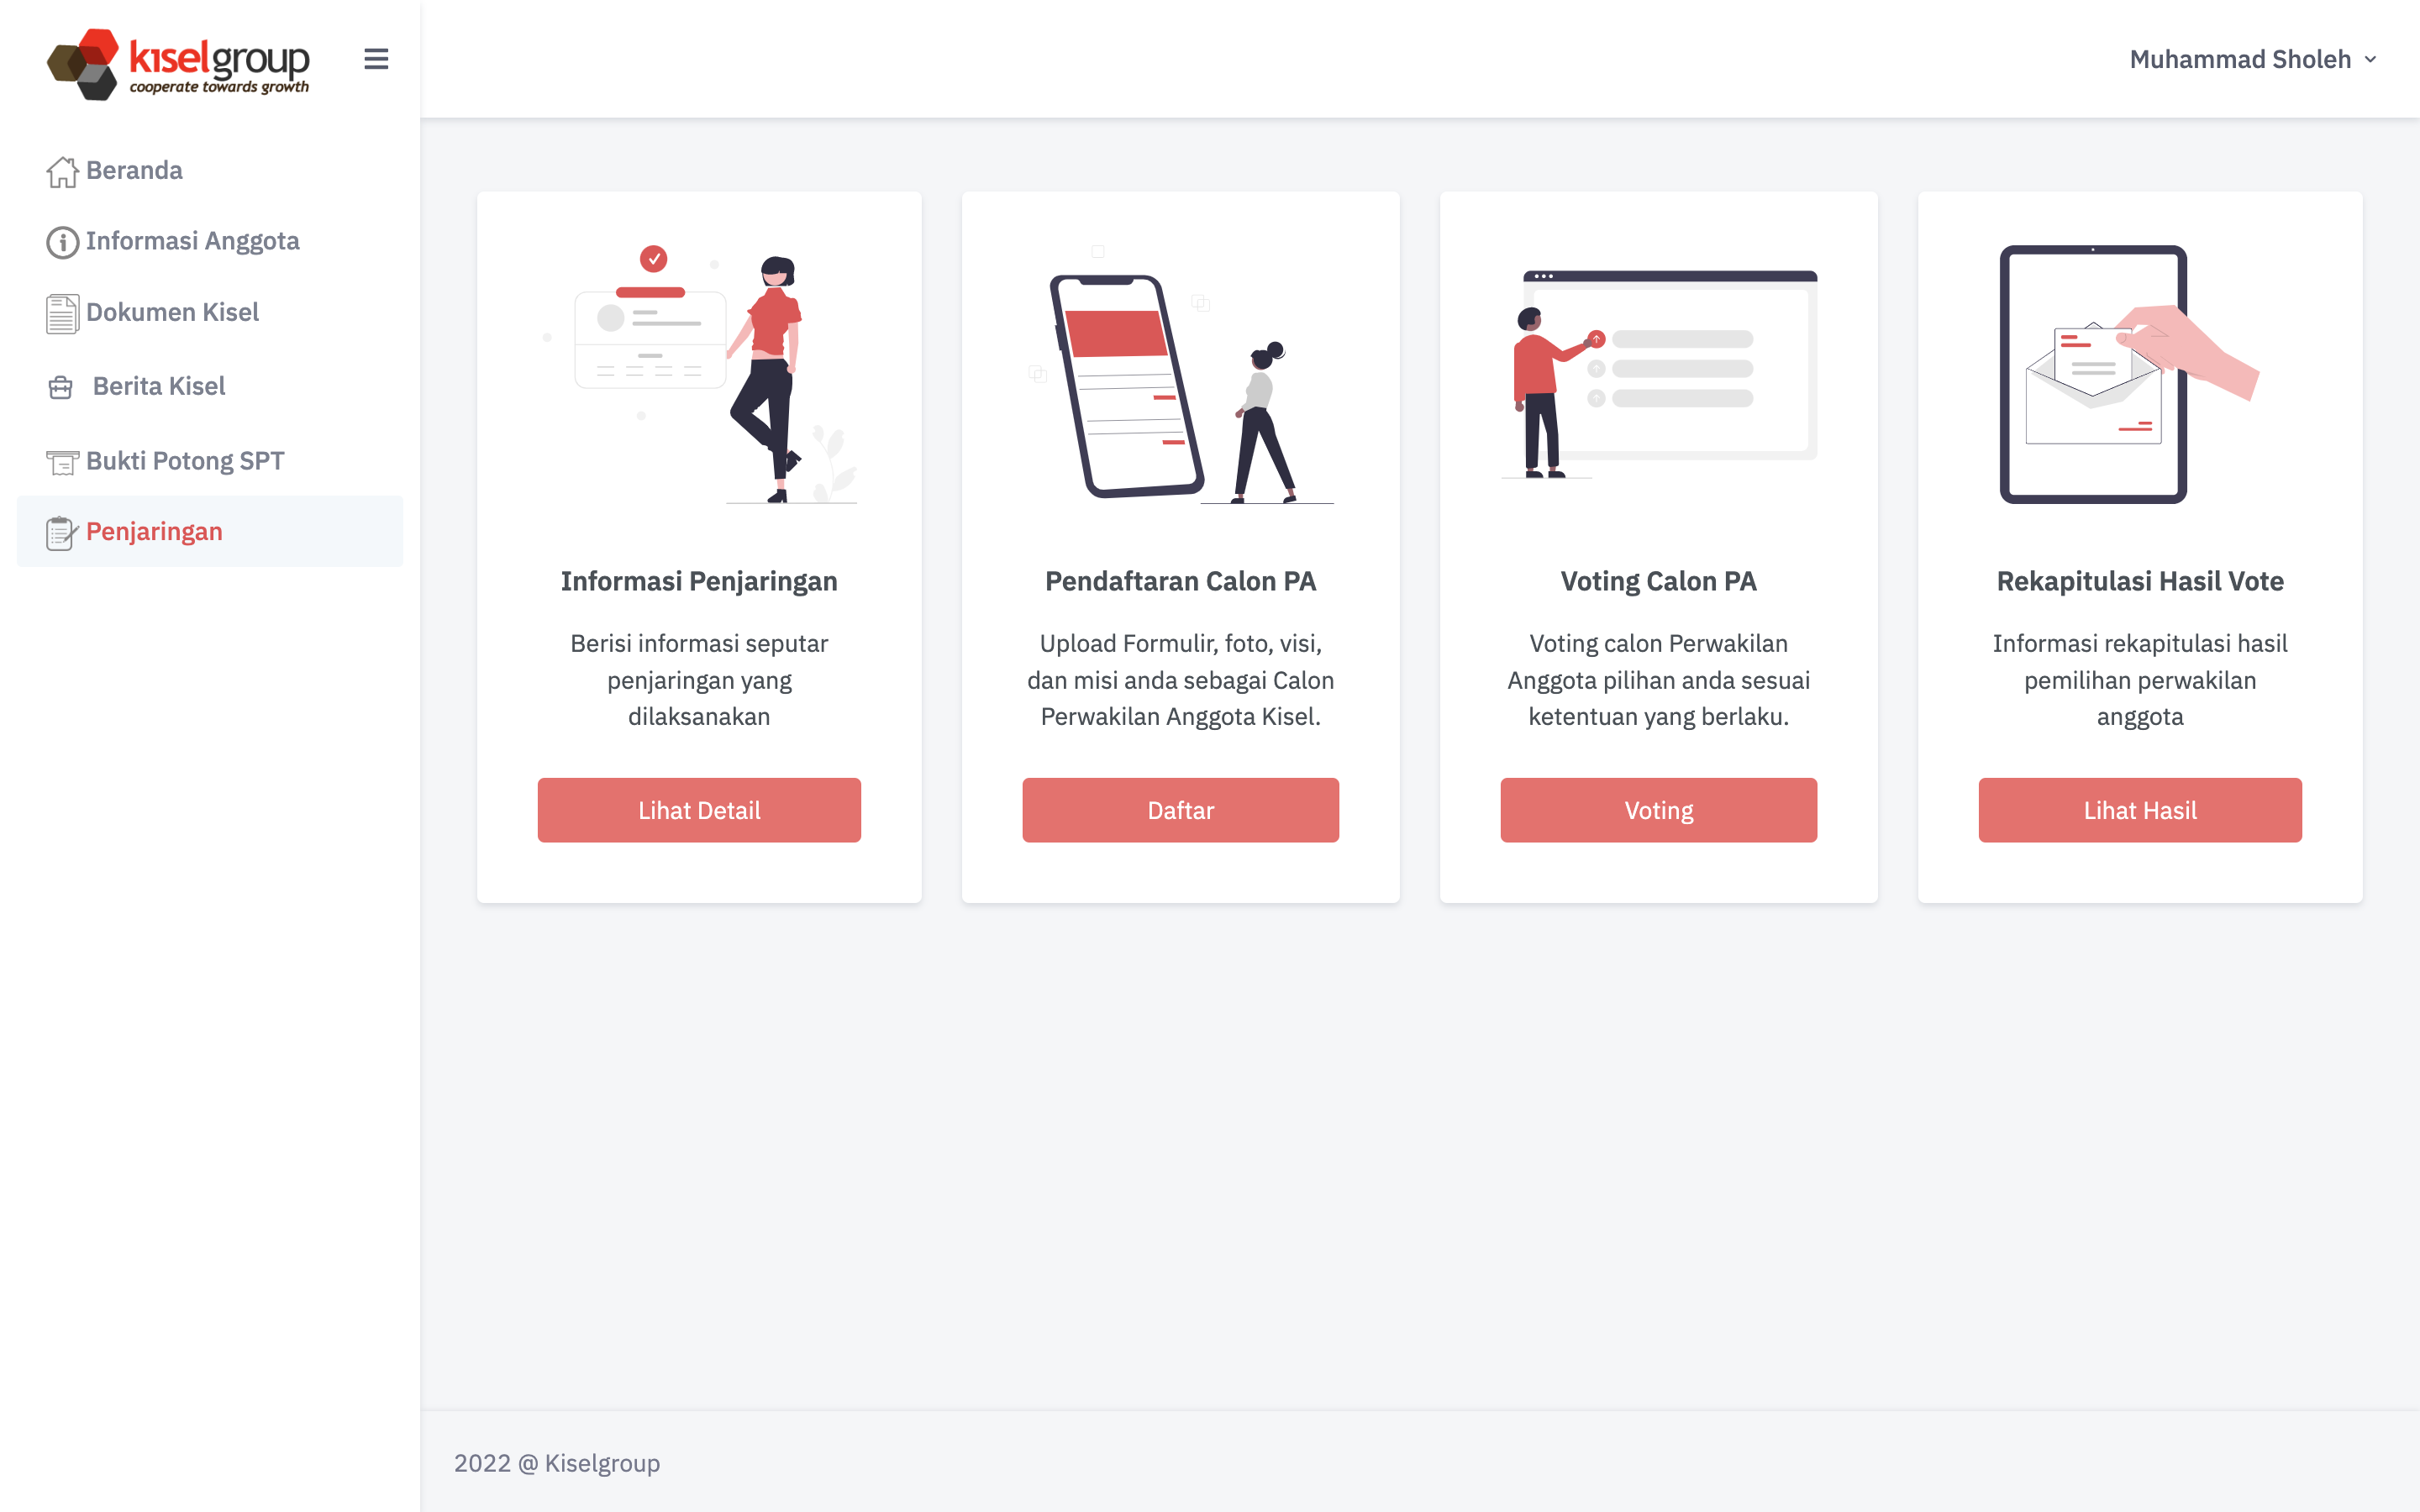 kiselgroup
cooperate towards growth
Muhammad Sholeh
Beranda
Informasi Anggota
Dokumen Kisel
Berita Kisel
Bukti Potong SPT
Penjaringan
Informasi Penjaringan
Berisi informasi seputar
penjaringan yang
dilaksanakan
Lihat Detail
Pendaftaran Calon PA
Upload Formulir, foto, visi,
dan misi anda sebagai Calon
Perwakilan Anggota Kisel.
Daftar
Voting Calon PA
Voting calon Perwakilan
Anggota pilihan anda sesuai
ketentuan yang berlaku.
Voting
Rekapitulasi Hasil Vote
Informasi rekapitulasi hasil
pemilihan perwakilan
anggota
Lihat Hasil
2022 @ Kiselgroup